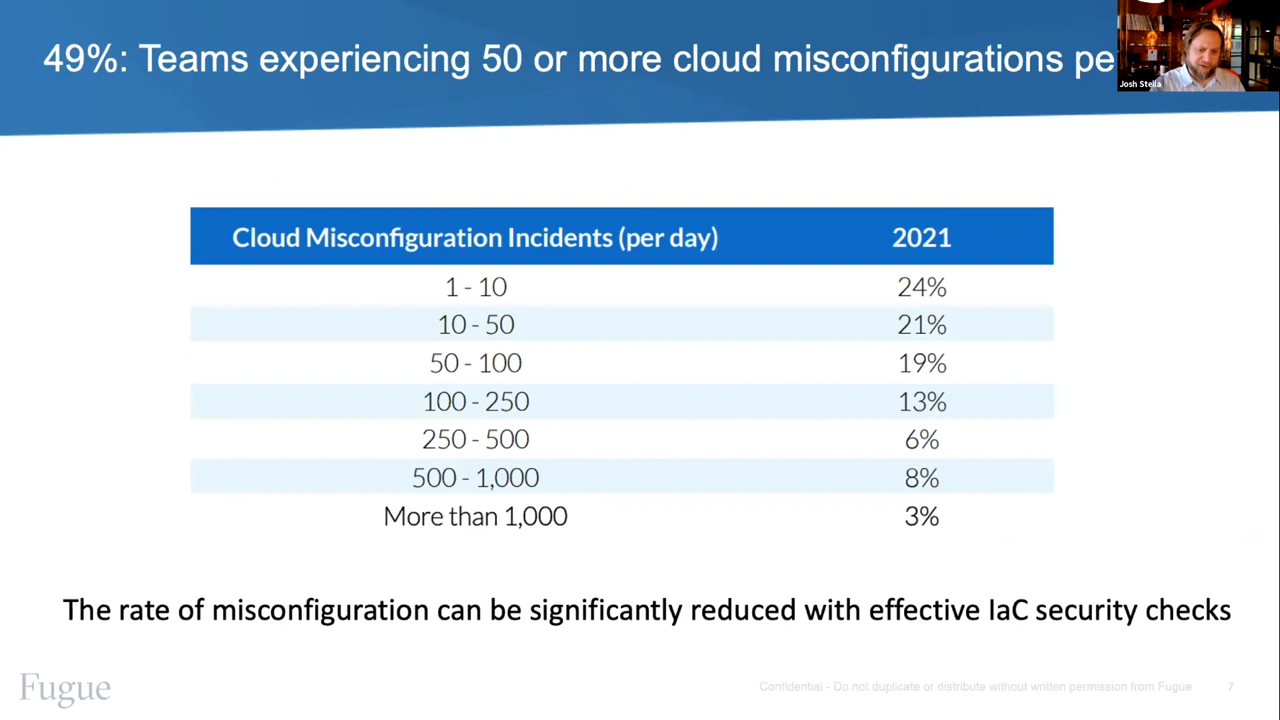 49%: Teams experiencing 50 or more cloud misconfigurations pe
Josh Stella
Cloud Misconfiguration Incidents (per day) 2021
1 - 10 24%
10 - 50 21%
50 - 100 19%
100 - 250 13%
250 - 500 6%
500 - 1,000 8%
More than 1,000 3%
The rate of misconfiguration can be significantly reduced with effective IaC security checks
Fugue
Confidential - Do not duplicate or distribute without written permission from Fugue 7